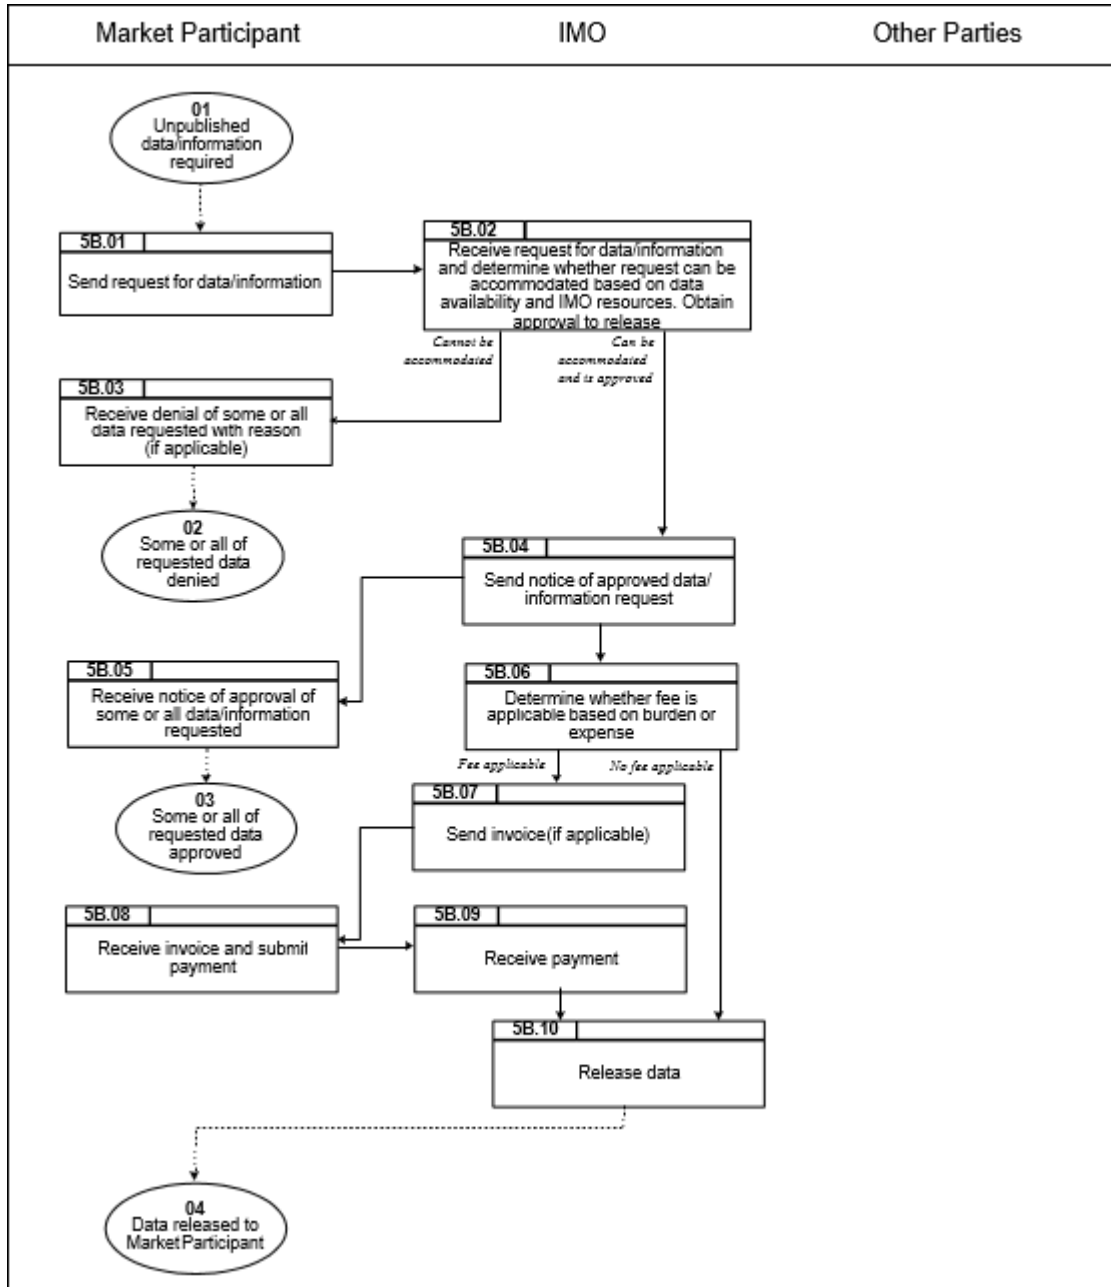 Market Participant
IMO
Other Parties
01
Unpublished
data/information
required
5B.01
Send request for data/information
5B.02
Receive request for data/information
and determine whether request can be
accommodated based on data
availability and IMO resources. Obtain
approval to release
Cannot be
accommodated
Can be
accommodated
and is approved
5B.03
Receive denial of some or all
data requested with reason
(if applicable)
02
Some or all of
requested data
denied
5B.04
Send notice of approved data/
information request
5B.05
Receive notice of approval of
some or all data/information
requested
5B.06
Determine whether fee is
applicable based on burden or
expense
Fee applicable
No fee applicable
03
Some or all of
requested data
approved
5B.07
Send invoice(if applicable)
5B.08
Receive invoice and submit
payment
5B.09
Receive payment
5B.10
Release data
04
Data released to
Market Participant